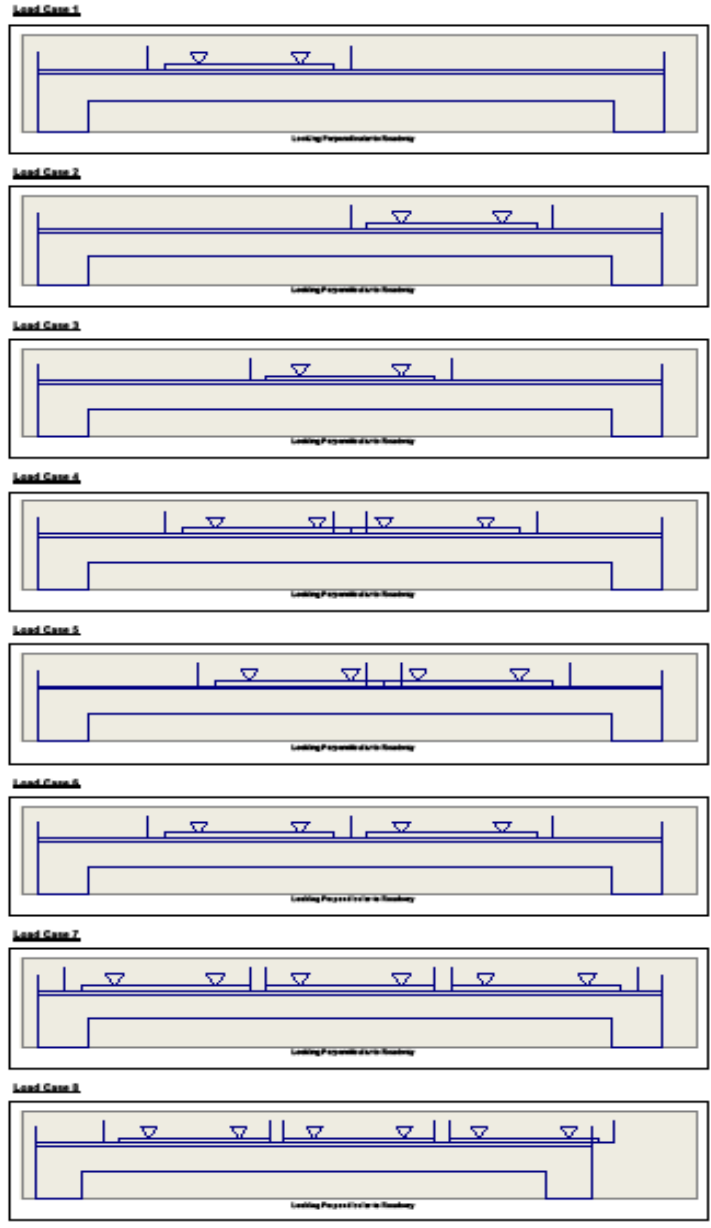 Load Case 1
Looking Perpendicular to Roadway
Load Case 2
Looking Perpendicular to Roadway
Load Case 3
Looking Perpendicular to Roadway
Load Case 4
Looking Perpendicular to Roadway
Load Case 5
Looking Perpendicular to Roadway
Load Case 6
Looking Perpendicular to Roadway
Load Case 7
Looking Perpendicular to Roadway
Load Case 8
Looking Perpendicular to Roadway